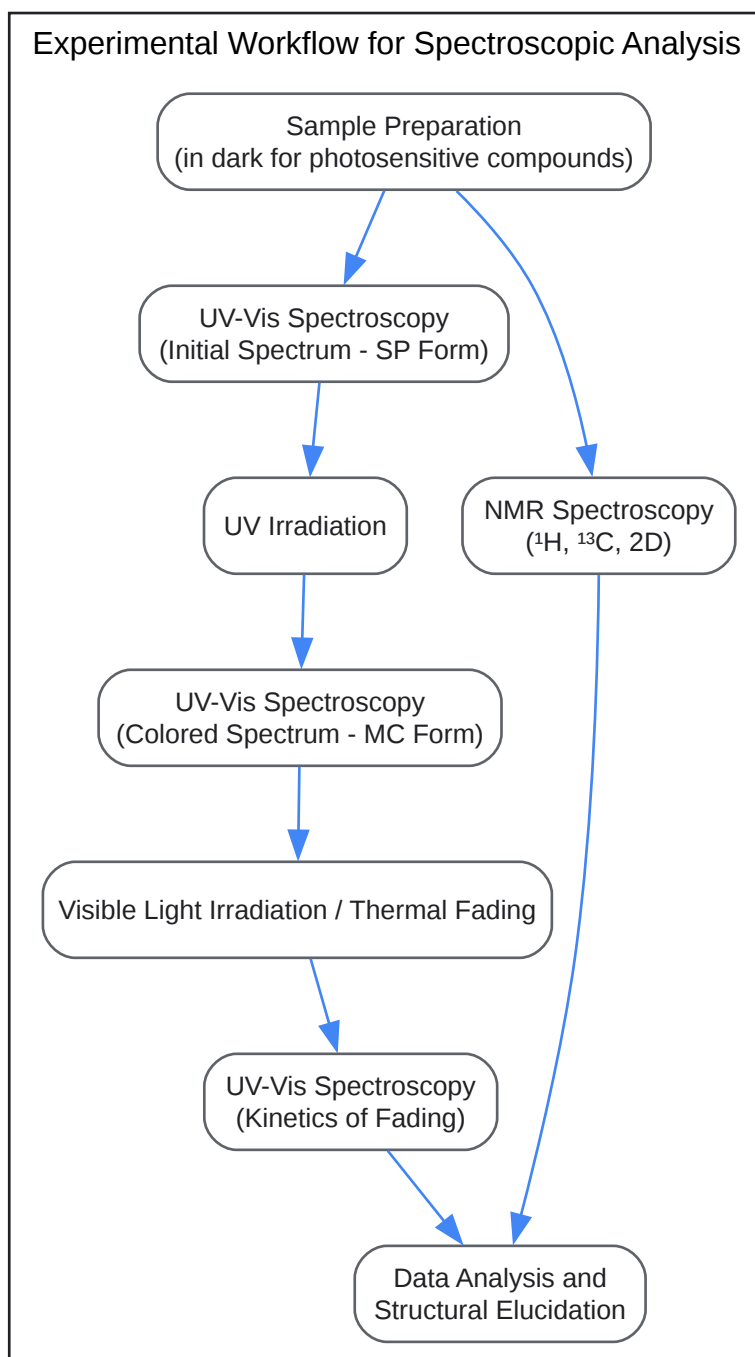 Experimental Workflow for Spectroscopic Analysis
Sample Preparation
(in dark for photosensitive compounds)
UV-Vis Spectroscopy
(Initial Spectrum - SP Form)
UV Irradiation
NMR Spectroscopy
(¹H, ¹³C, 2D)
UV-Vis Spectroscopy
(Colored Spectrum - MC Form)
Visible Light Irradiation / Thermal Fading
UV-Vis Spectroscopy
(Kinetics of Fading)
Data Analysis and
Structural Elucidation